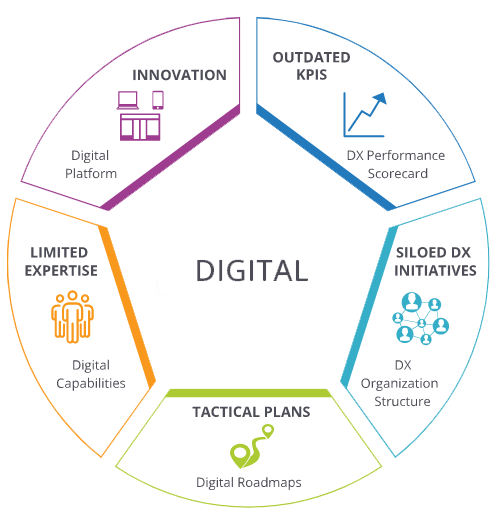 INNOVATION
Digital
Platform
OUTDATED
KPIS
DX Performance
Scorecard
LIMITED
EXPERTISE
Digital
Capabilities
DIGITAL
SILOED DX
INITIATIVES
DX
Organization
Structure
TACTICAL PLANS
Digital Roadmaps